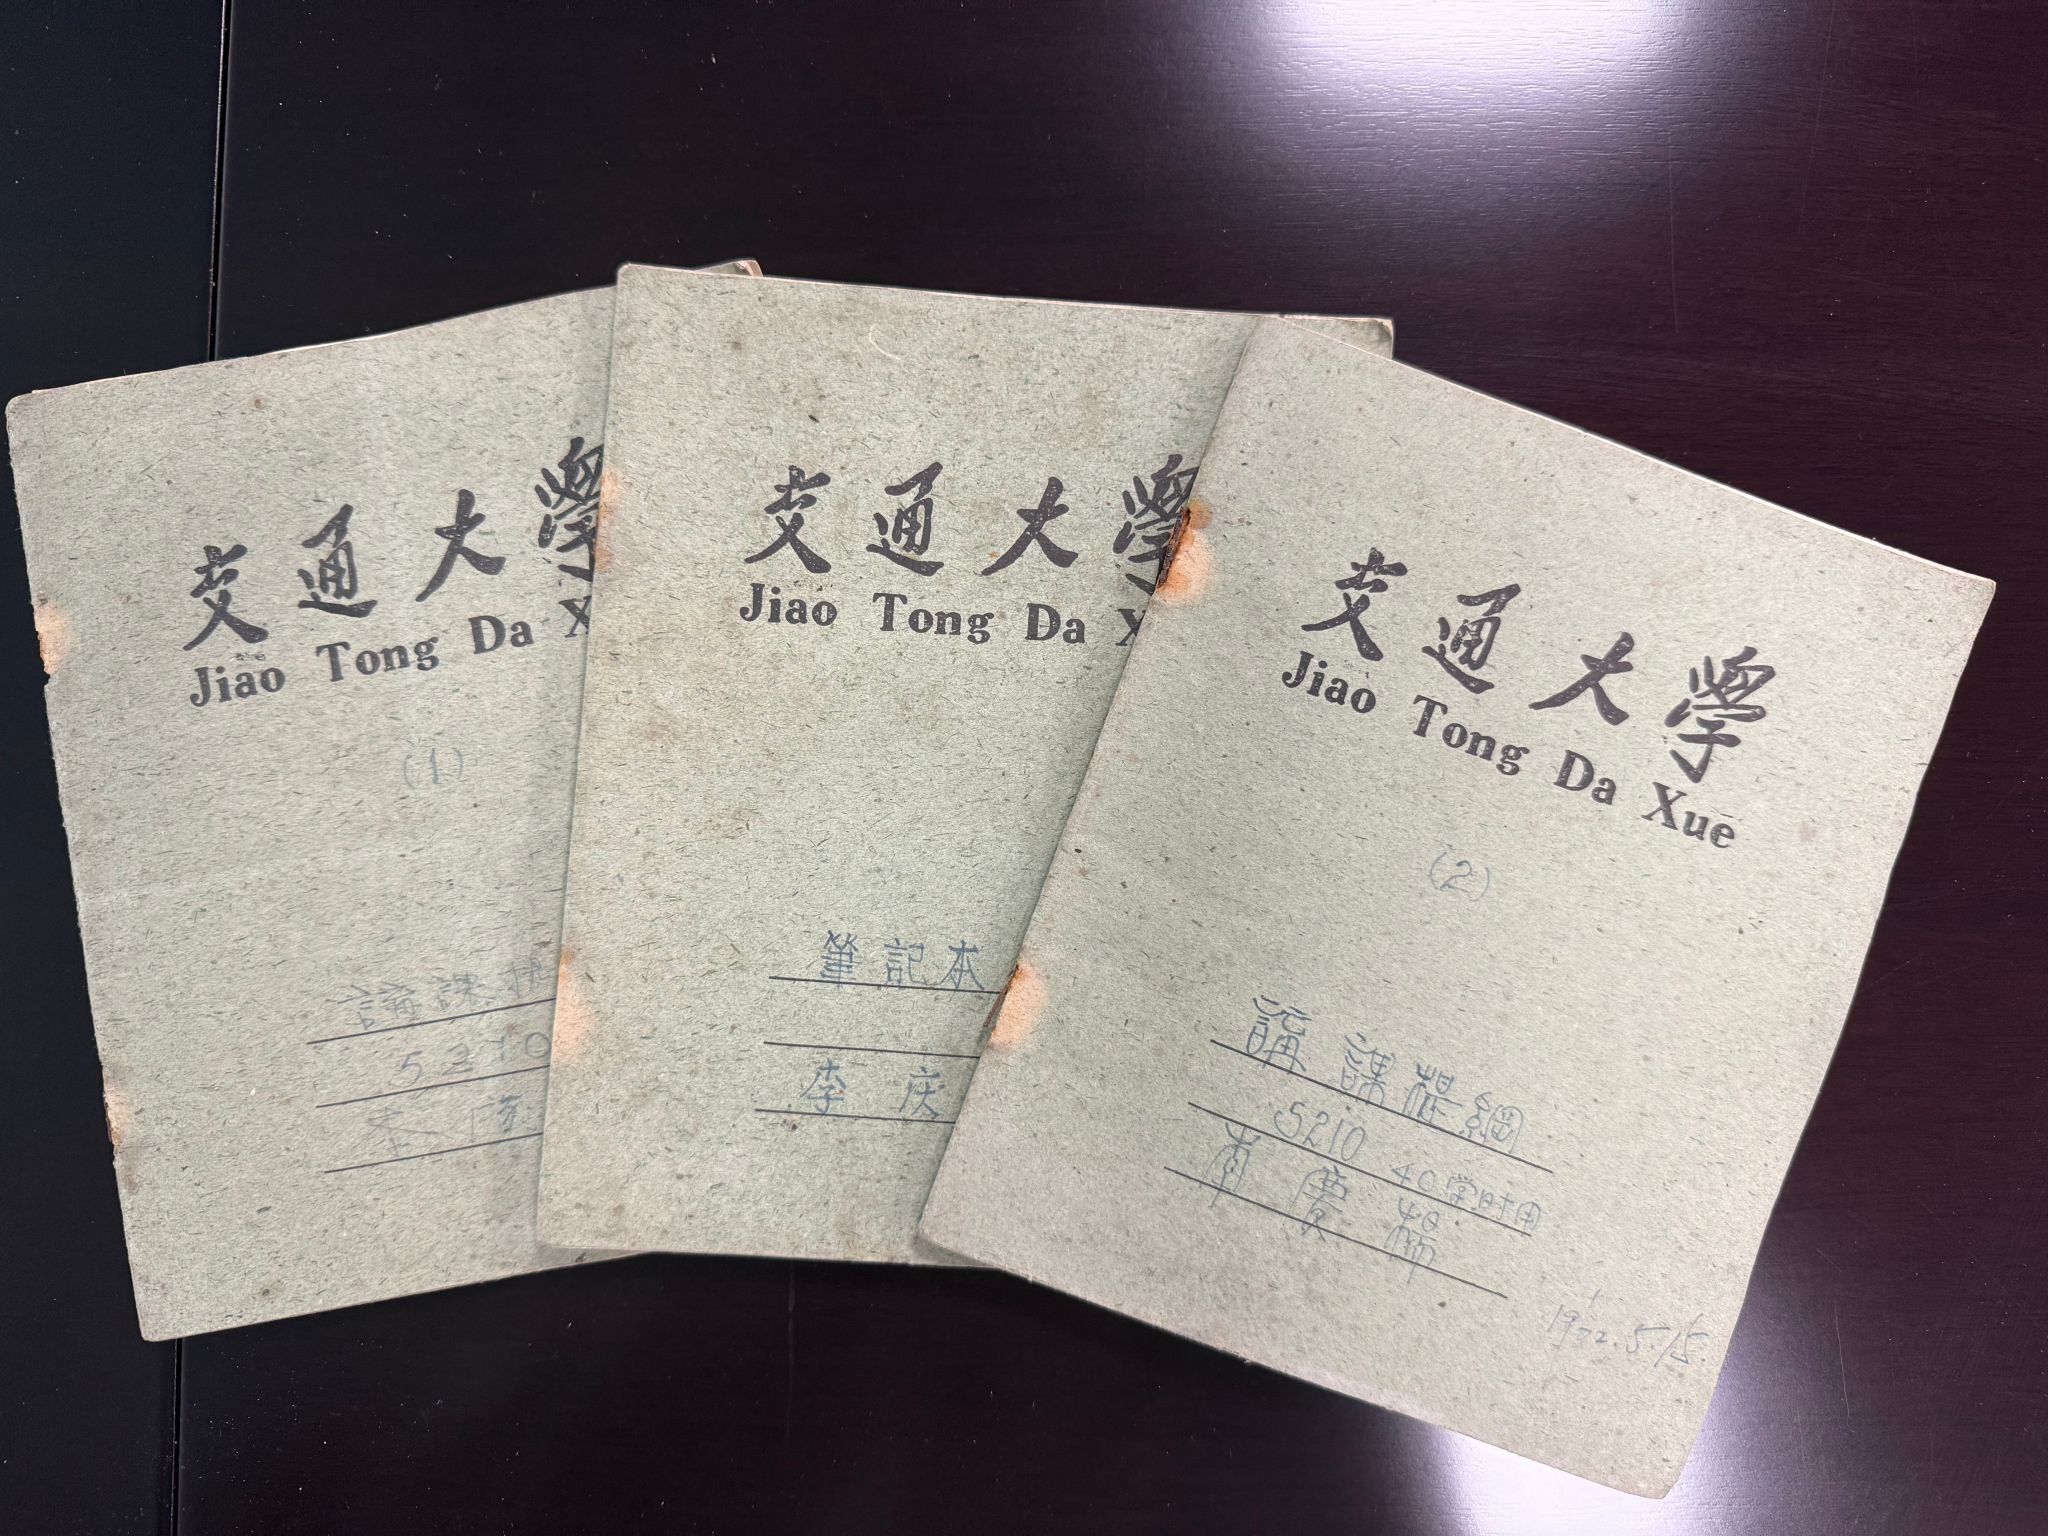 交通大學
Jiao Tong Da X
(1)
講課提
5210
交通大學
Jiao Tong Da X
筆記本
李庆
交通大學
Jiao Tong Da Xue
(2)
講課提綱
5210 40学时用
慶
1972.5.15.